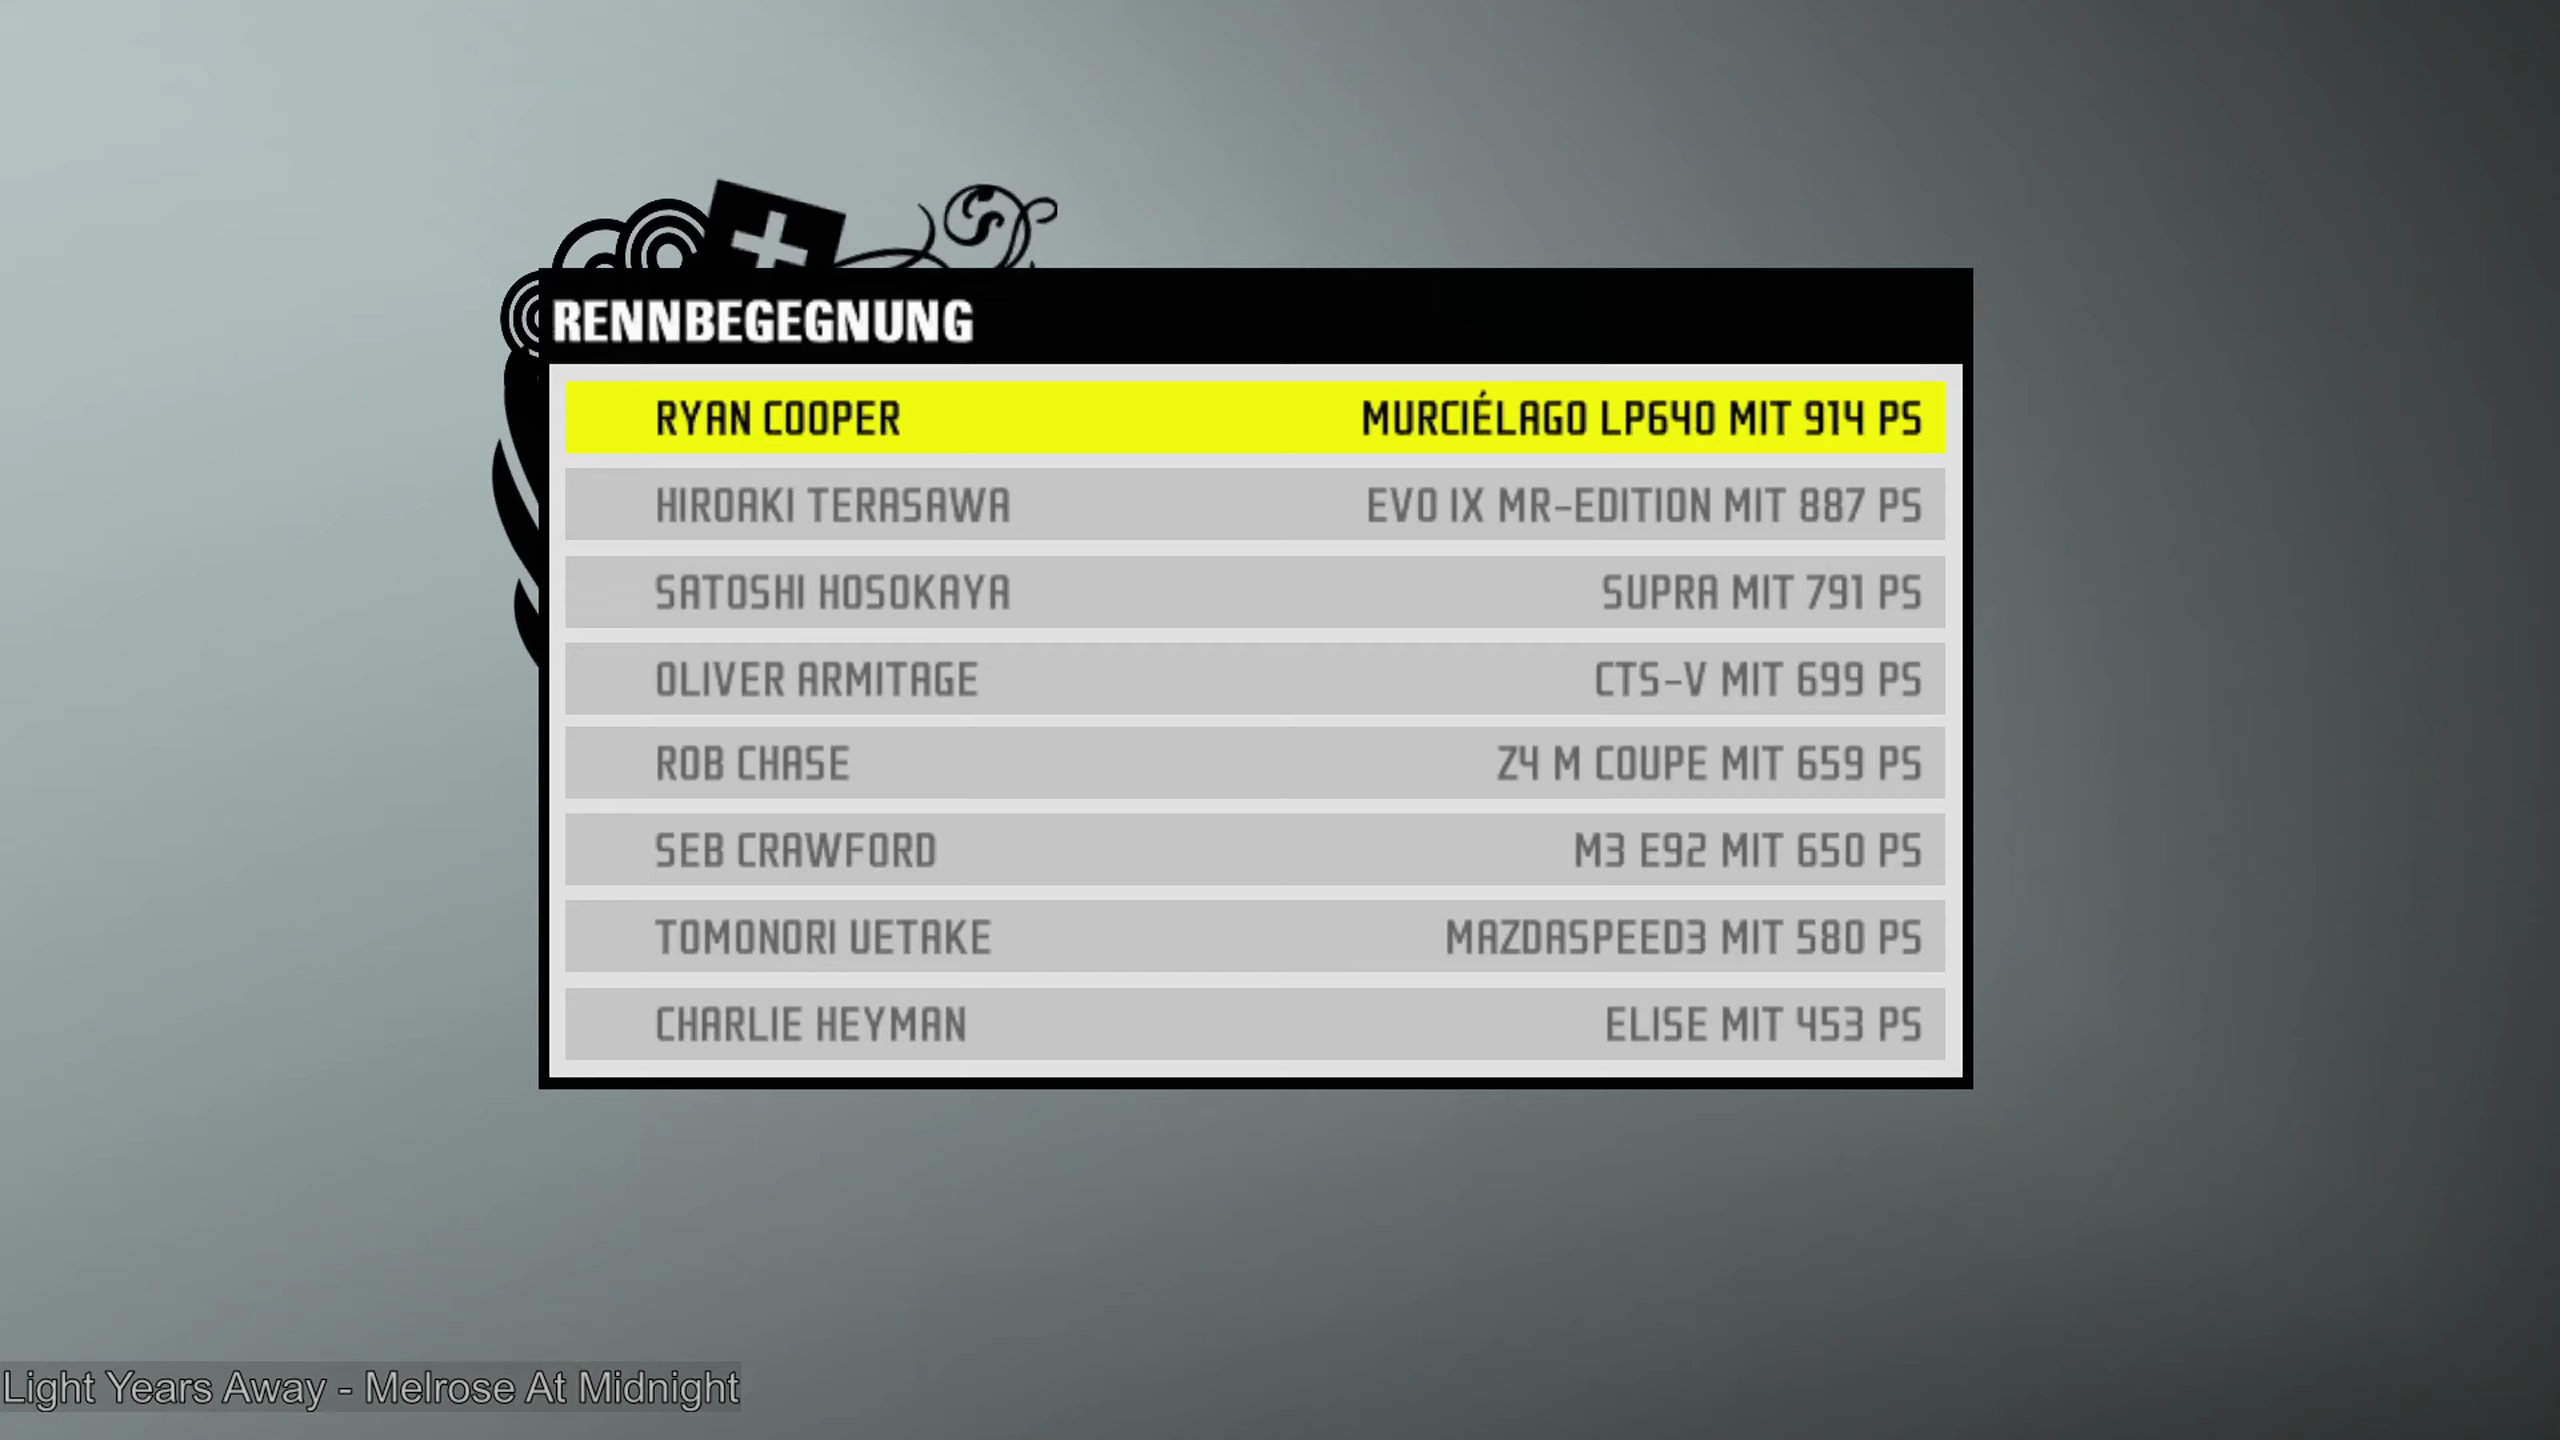 RENNBEGEGNUNG
RYAN COOPER MURCIÉLAGO LP640 MIT 914 PS
HIROAKI TERASAWA EVO IX MR-EDITION MIT 887 PS
SATOSHI HOSOKAYA SUPRA MIT 791 PS
OLIVER ARMITAGE CTS-V MIT 699 PS
ROB CHASE Z4 M COUPE MIT 659 PS
SEB CRAWFORD M3 E92 MIT 650 PS
TOMONORI UETAKE MAZDASPEED3 MIT 580 PS
CHARLIE HEYMAN ELISE MIT 453 PS
Light Years Away - Melrose At Midnight